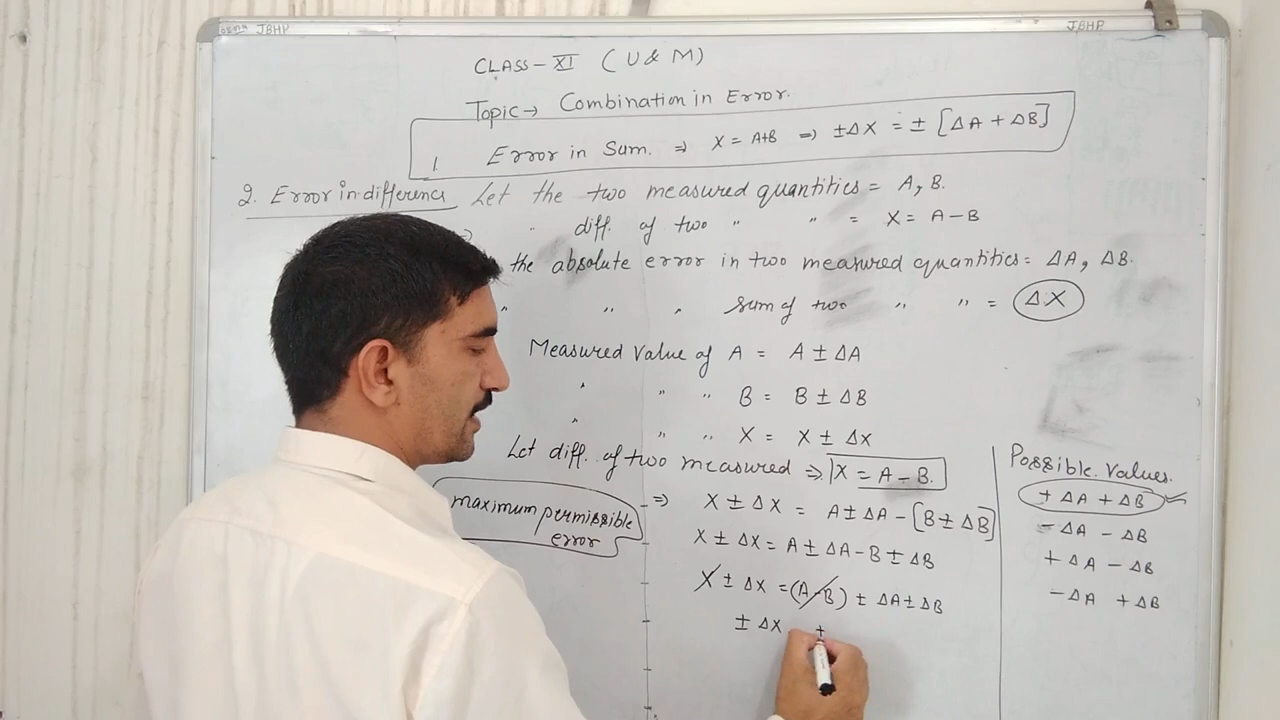 JBHP JBHP
CLASS-XI (U & M)
Topic → Combination in Error.
1. Error in Sum. ⇒ X = A+B ⇒ ±ΔX = ± [ΔA + ΔB]
2. Error in difference Let the two measured quantities = A, B.
⇒ " diff. of two " " = X = A - B
the absolute error in two measured quantities = ΔA, ΔB.
" " " sum of two " " = ΔX
Measured Value of A = A ± ΔA
" " " B = B ± ΔB
" " " X = X ± Δx
Let diff. of two measured ⇒ X = A - B.
maximum permissible error
⇒ X ± ΔX = A ± ΔA - [B ± ΔB]
X ± ΔX = A ± ΔA - B ± ΔB
X ± ΔX = (A-B) ± ΔA ± ΔB
± ΔX +
Possible Values.
+ ΔA + ΔB
- ΔA - ΔB
+ ΔA - ΔB
- ΔA + ΔB